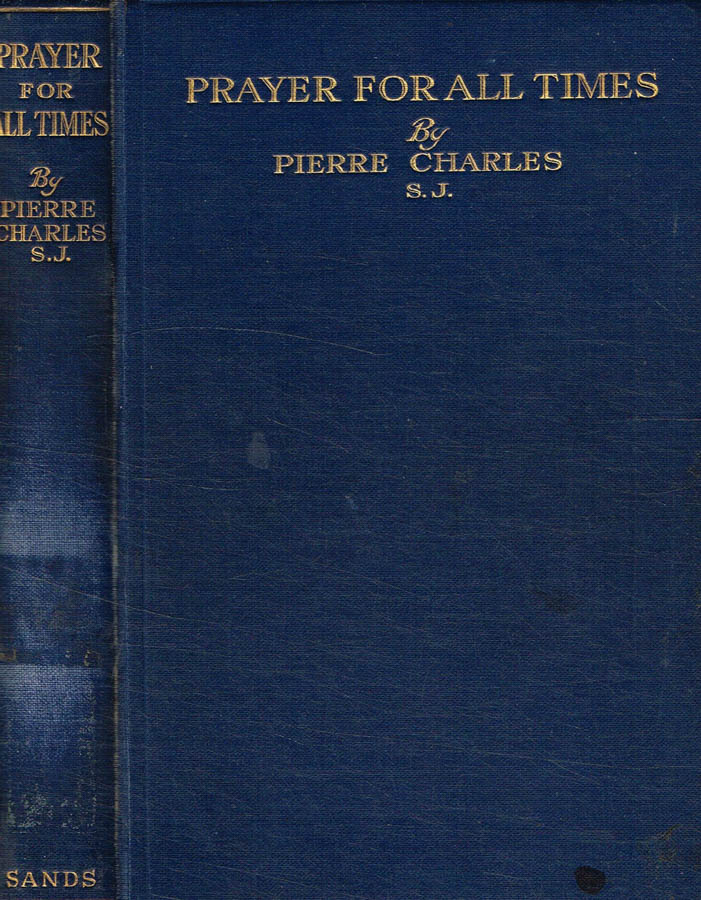 PRAYER
FOR
ALL TIMES
By
PIERRE
CHARLES
S.J.
SANDS
PRAYER FOR ALL TIMES
By
PIERRE CHARLES
S.J.